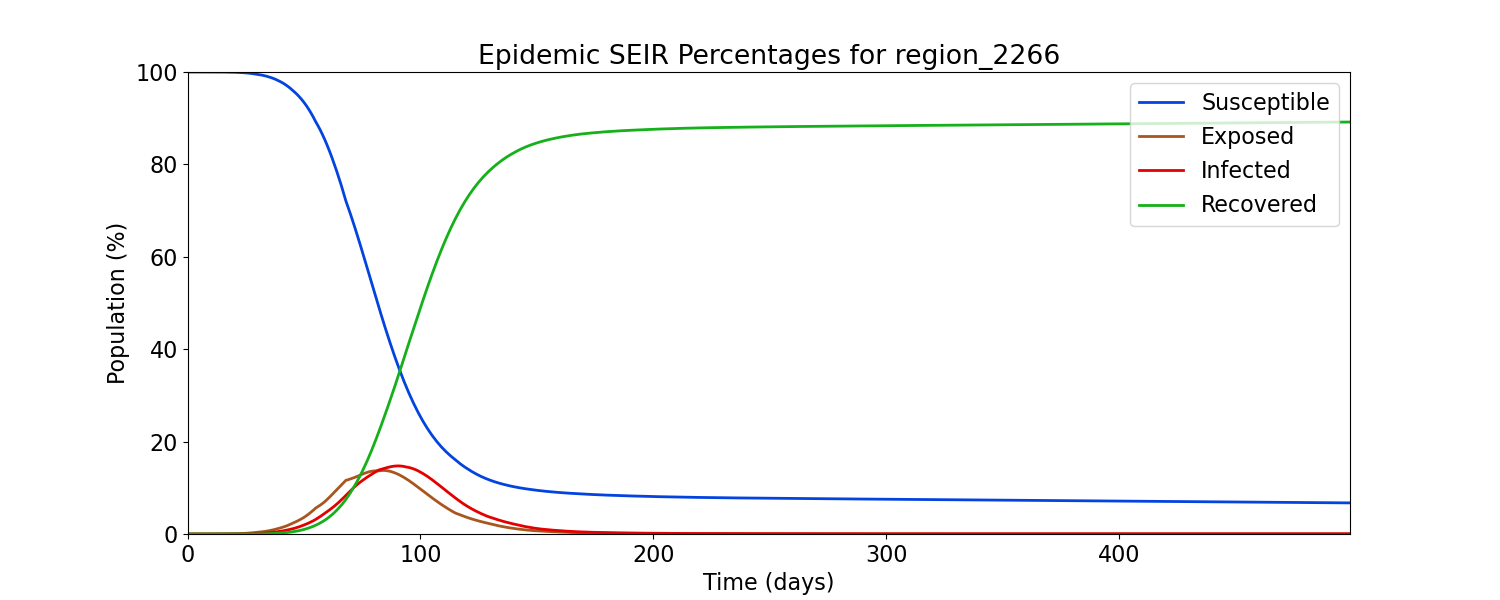 Epidemic SEIR Percentages for region_2266
Population (%)
100
80
60
40
20
0
Susceptible
Exposed
Infected
Recovered
0 100 200 300 400
Time (days)